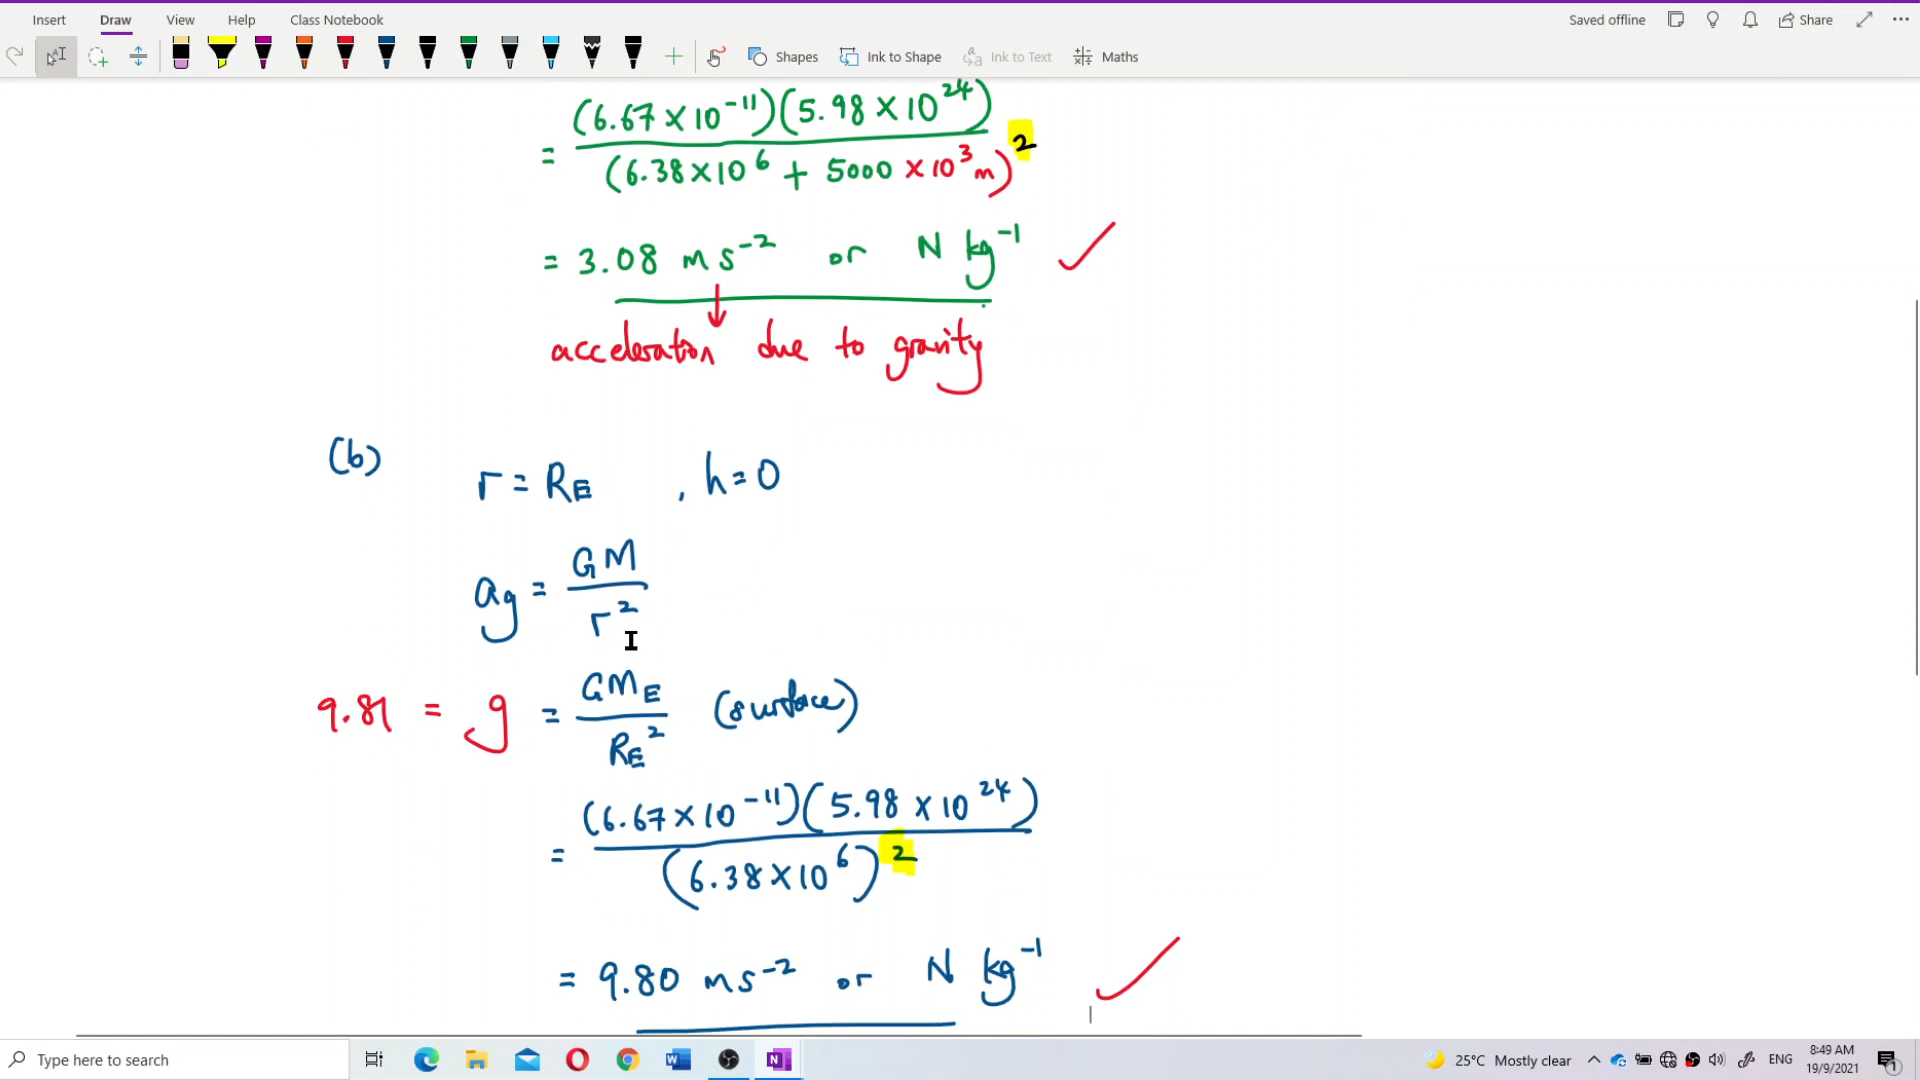 Insert Draw View Help Class Notebook Saved offline Share
Shapes Ink to Shape Ink to Text Maths
= (6.67 × 10⁻¹¹)(5.98 × 10²⁴)
(6.38 × 10⁶ + 5000 × 10³ m)²
= 3.08 m s⁻² or N kg⁻¹ ✓
acceleration due to gravity
(b) r = RE , h = 0
ag = GM
r²
9.81 = g = GME (surface)
RE²
= (6.67 × 10⁻¹¹)(5.98 × 10²⁴)
(6.38 × 10⁶)²
= 9.80 m s⁻² or N kg⁻¹ ✓
Type here to search 25°C Mostly clear ENG 8:49 AM
19/9/2021